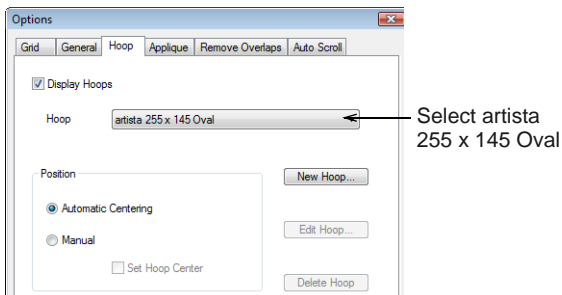 Options
Grid General Hoop Applique Remove Overlaps Auto Scroll
Display Hoops
Hoop artista 255 x 145 Oval
Select artista
255 x 145 Oval
Position
New Hoop...
Automatic Centering
Edit Hoop...
Manual
Set Hoop Center
Delete Hoop